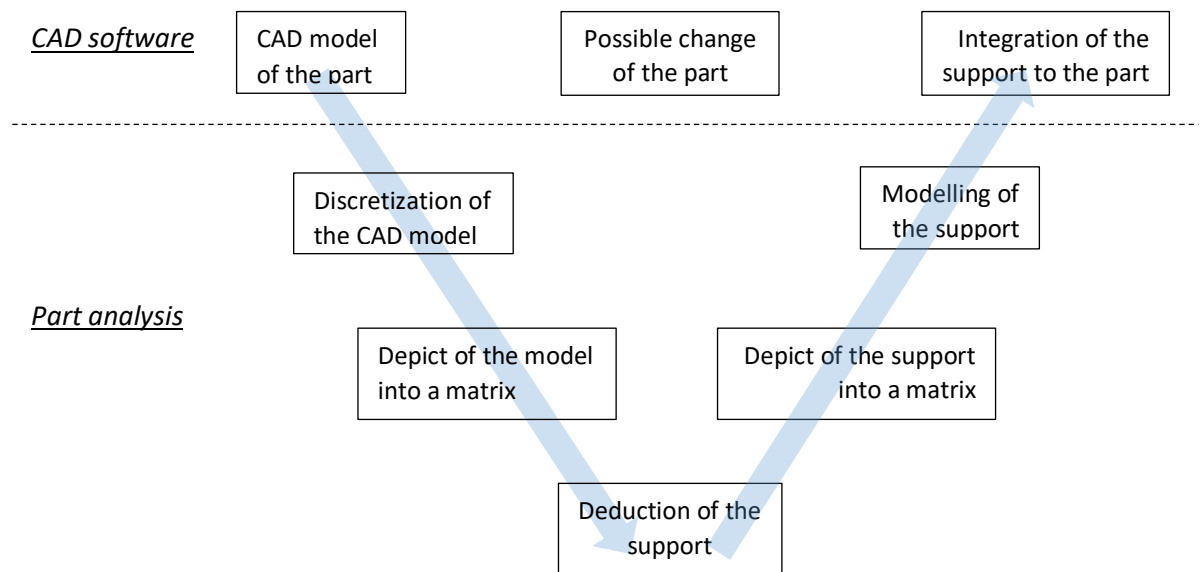 CAD software
CAD model
of the part
Possible change
of the part
Integration of the
support to the part
Discretization of
the CAD model
Modelling of
the support
Part analysis
Depict of the model
into a matrix
Depict of the support
into a matrix
Deduction of the
support